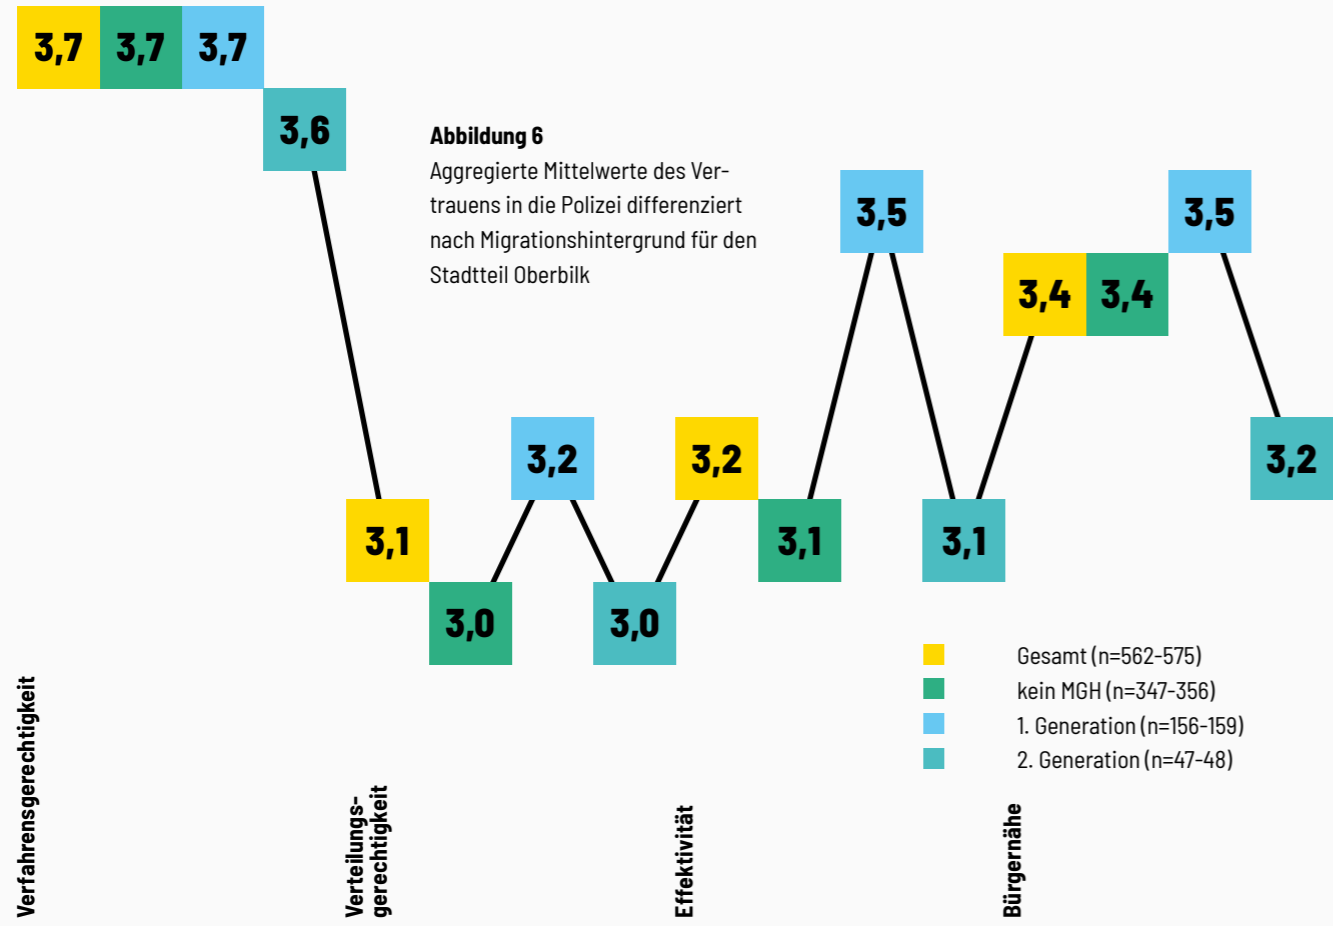 3,7 3,7 3,7
3,6
Abbildung 6
Aggregierte Mittelwerte des Ver-
trauens in die Polizei differenziert
nach Migrationshintergrund für den
Stadtteil Oberbilk
3,5 3,5
3,4 3,4
3,2 3,2 3,2
3,1 3,1 3,1
3,0 3,0
Gesamt (n=562-575)
kein MGH (n=347-356)
1. Generation (n=156-159)
2. Generation (n=47-48)
Verfahrensgerechtigkeit
Verteilungs-
gerechtigkeit
Effektivität
Bürgernähe